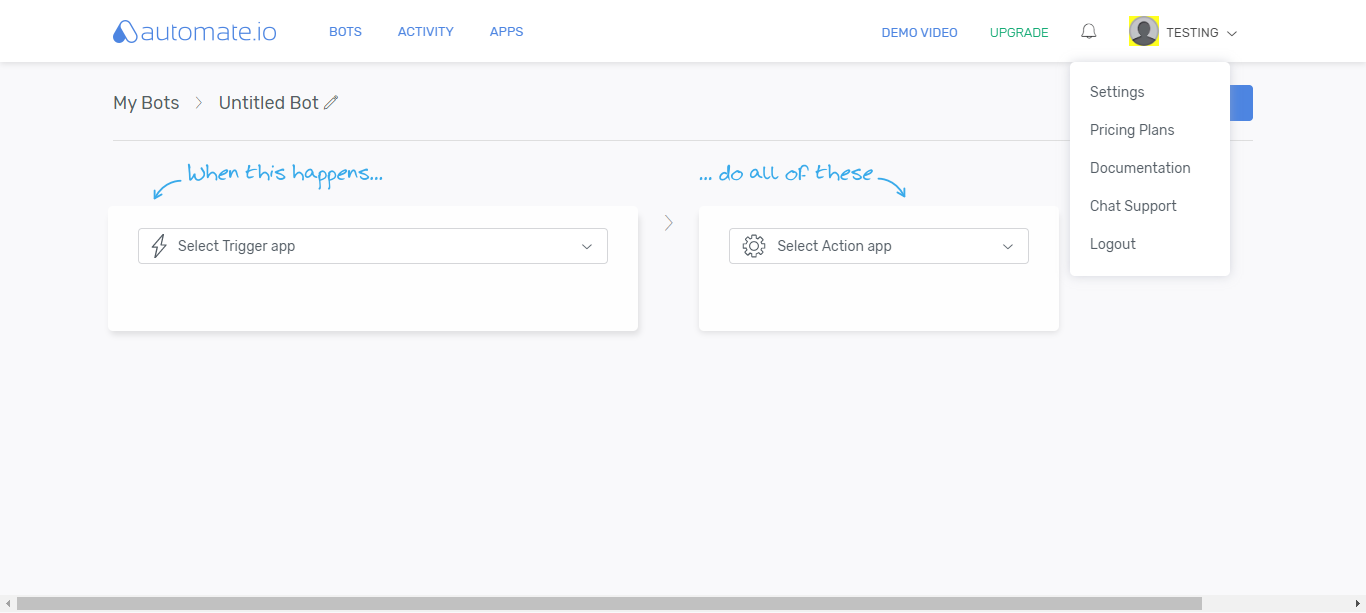 automate.io BOTS ACTIVITY APPS DEMO VIDEO UPGRADE TESTING
Settings
Pricing Plans
Documentation
Chat Support
Logout
My Bots Untitled Bot
When this happens...
... do all of these
Select Trigger app
Select Action app